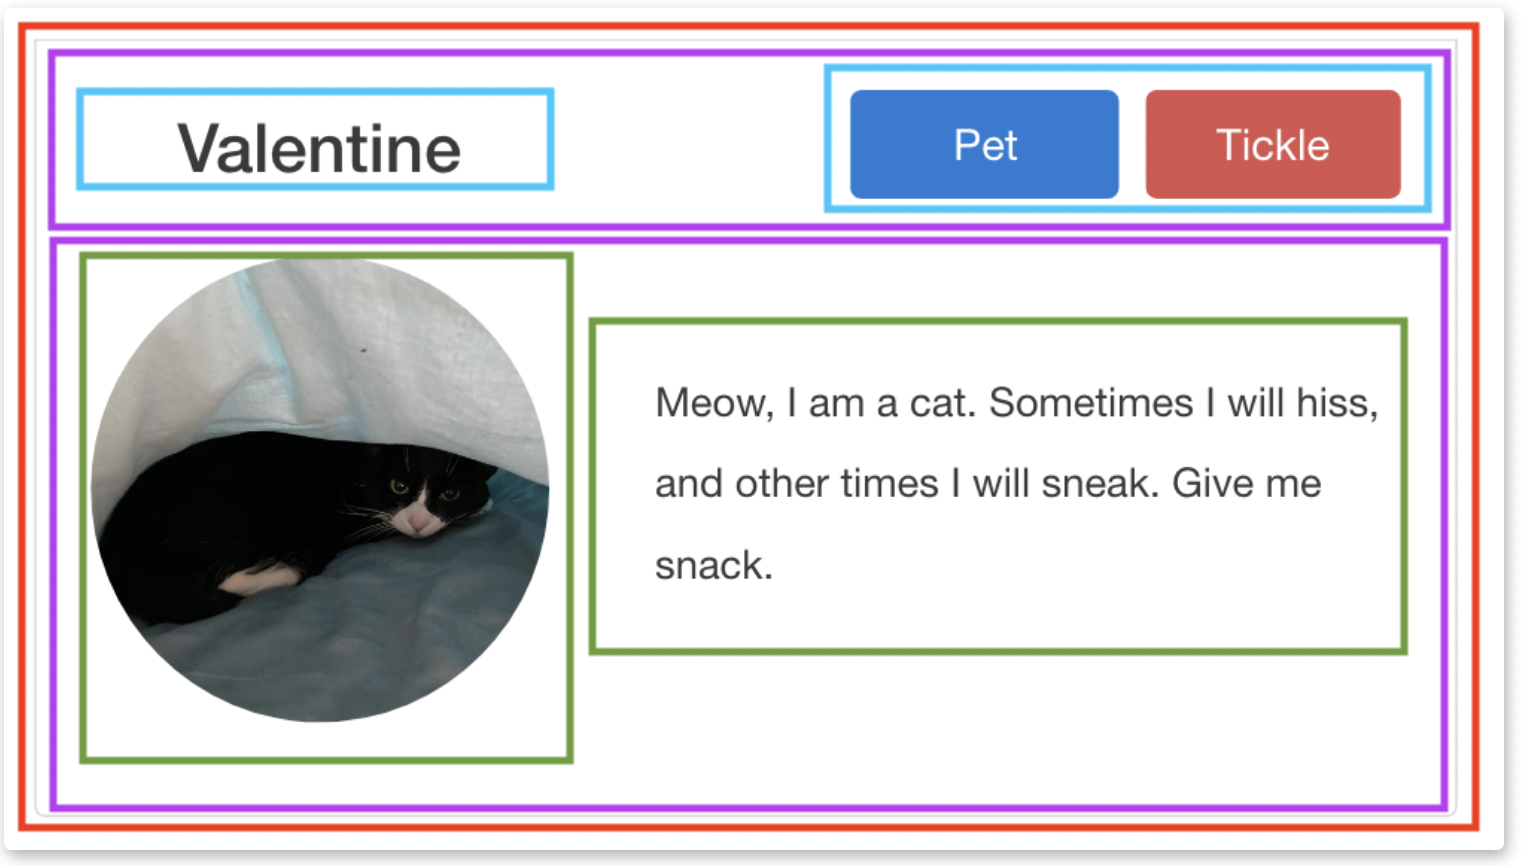 Valentine
Pet
Tickle
Meow, I am a cat. Sometimes I will hiss,
and other times I will sneak. Give me
snack.